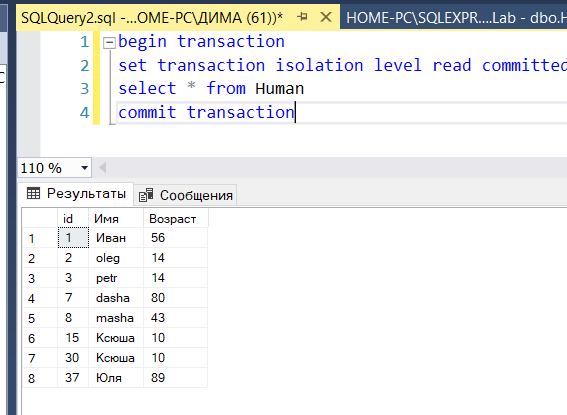 SQLQuery2.sql -...OME-PC\ДИМА (61))* HOME-PC\SQLEXPR....Lab - dbo.H
1 begin transaction
2 set transaction isolation level read committed
3 select * from Human
4 commit transaction
110 %
Результаты Сообщения
id Имя Возраст
1 1 Иван 56
2 2 oleg 14
3 3 petr 14
4 7 dasha 80
5 8 masha 43
6 15 Ксюша 10
7 30 Ксюша 10
8 37 Юля 89